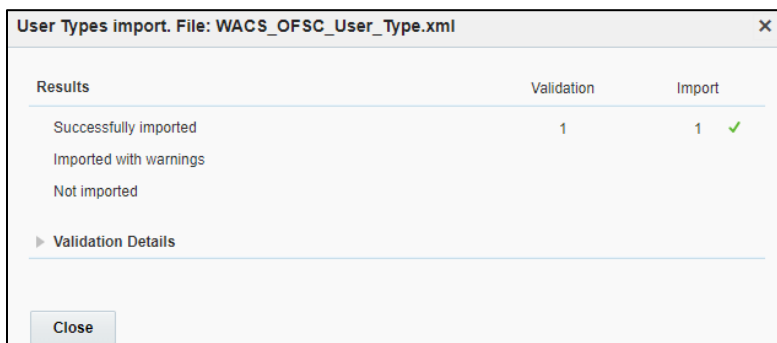 User Types import. File: WACS_OFSC_User_Type.xml ×
Results Validation Import
Successfully imported 1 1 ✓
Imported with warnings
Not imported
Validation Details
Close